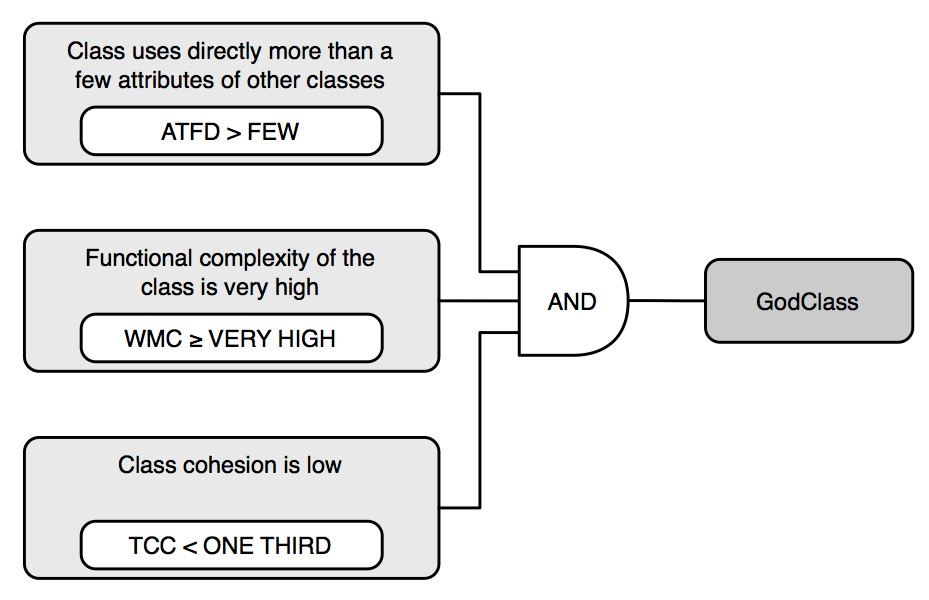 Class uses directly more than a
few attributes of other classes
ATFD > FEW
Functional complexity of the
class is very high
WMC ≥ VERY HIGH
Class cohesion is low
TCC < ONE THIRD
AND
GodClass